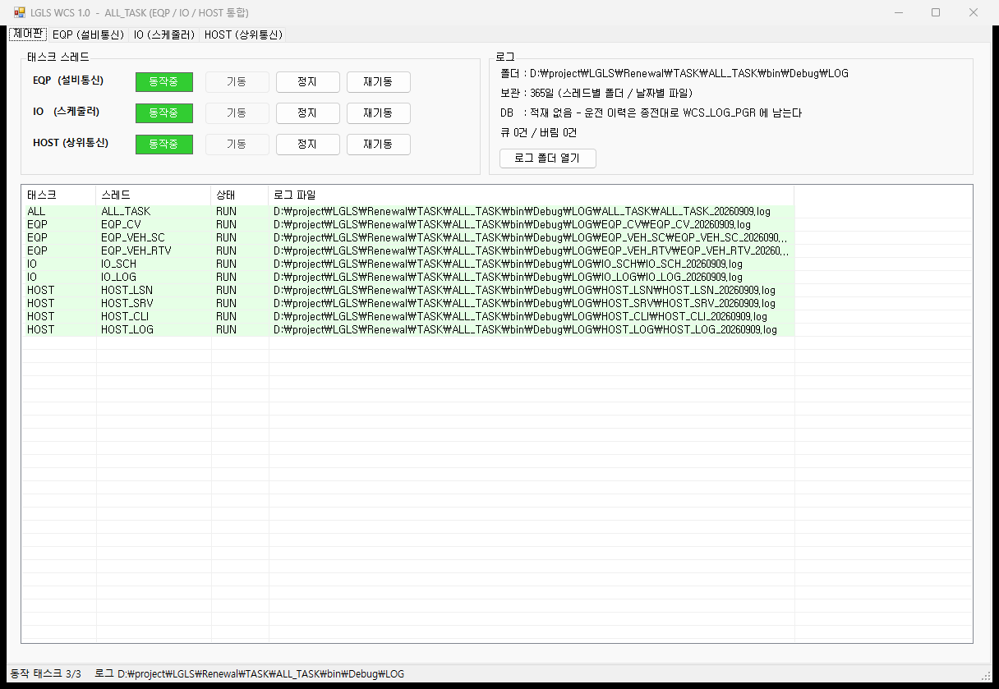 LGLS WCS 1.0 - ALL_TASK (EQP / IO / HOST 통합)
제어판 EQP (설비통신) IO (스케줄러) HOST (상위통신)
태스크 스레드
EQP (설비통신) 동작중 기동 정지 재기동
IO (스케줄러) 동작중 기동 정지 재기동
HOST (상위통신) 동작중 기동 정지 재기동
로그
폴더 : D:₩project₩LGLS₩Renewal₩TASK₩ALL_TASK₩bin₩Debug₩LOG
보관 : 365일 (스레드별 폴더 / 날짜별 파일)
DB : 적재 없음 - 운전 이력은 종전대로 WCS_LOG_PGR 에 남는다
큐 0건 / 버림 0건
로그 폴더 열기
태스크 스레드 상태 로그 파일
ALL ALL_TASK RUN D:₩project₩LGLS₩Renewal₩TASK₩ALL_TASK₩bin₩Debug₩LOG₩ALL_TASK₩ALL_TASK_20260909.log
EQP EQP_CV RUN D:₩project₩LGLS₩Renewal₩TASK₩ALL_TASK₩bin₩Debug₩LOG₩EQP_CV₩EQP_CV_20260909.log
EQP EQP_VEH_SC RUN D:₩project₩LGLS₩Renewal₩TASK₩ALL_TASK₩bin₩Debug₩LOG₩EQP_VEH_SC₩EQP_VEH_SC_2026090...
EQP EQP_VEH_RTV RUN D:₩project₩LGLS₩Renewal₩TASK₩ALL_TASK₩bin₩Debug₩LOG₩EQP_VEH_RTV₩EQP_VEH_RTV_20260...
IO IO_SCH RUN D:₩project₩LGLS₩Renewal₩TASK₩ALL_TASK₩bin₩Debug₩LOG₩IO_SCH₩IO_SCH_20260909.log
IO IO_LOG RUN D:₩project₩LGLS₩Renewal₩TASK₩ALL_TASK₩bin₩Debug₩LOG₩IO_LOG₩IO_LOG_20260909.log
HOST HOST_LSN RUN D:₩project₩LGLS₩Renewal₩TASK₩ALL_TASK₩bin₩Debug₩LOG₩HOST_LSN₩HOST_LSN_20260909.log
HOST HOST_SRV RUN D:₩project₩LGLS₩Renewal₩TASK₩ALL_TASK₩bin₩Debug₩LOG₩HOST_SRV₩HOST_SRV_20260909.log
HOST HOST_CLI RUN D:₩project₩LGLS₩Renewal₩TASK₩ALL_TASK₩bin₩Debug₩LOG₩HOST_CLI₩HOST_CLI_20260909.log
HOST HOST_LOG RUN D:₩project₩LGLS₩Renewal₩TASK₩ALL_TASK₩bin₩Debug₩LOG₩HOST_LOG₩HOST_LOG_20260909.log
동작 태스크 3/3 로그 D:₩project₩LGLS₩Renewal₩TASK₩ALL_TASK₩bin₩Debug₩LOG